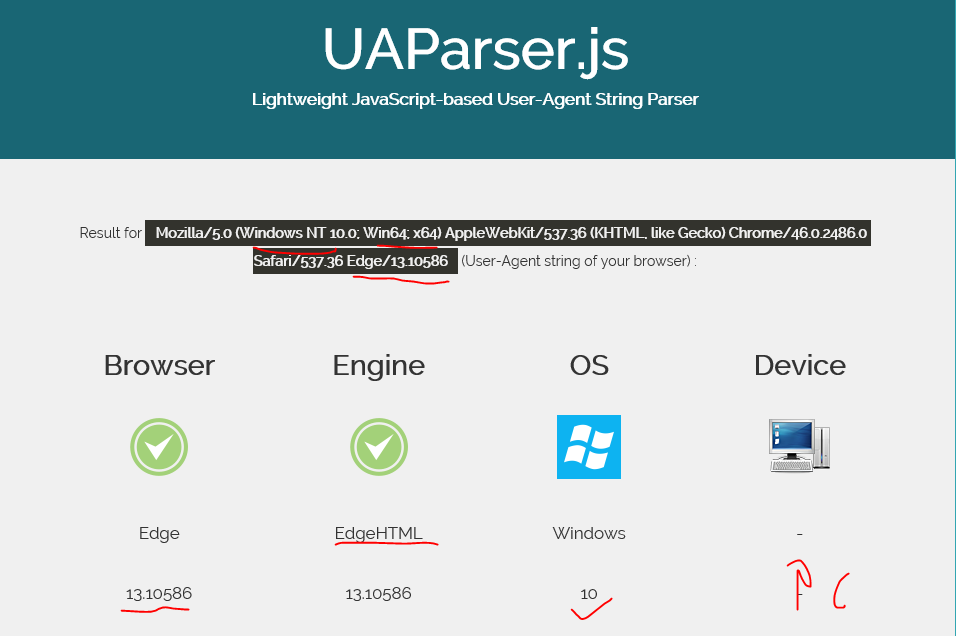 UAParser.js
Lightweight JavaScript-based User-Agent String Parser
Result for Mozilla/5.0 (Windows NT 10.0; Win64; x64) AppleWebKit/537.36 (KHTML, like Gecko) Chrome/46.0.2486.0
Safari/537.36 Edge/13.10586 (User-Agent string of your browser) :
Browser Engine OS Device
Edge EdgeHTML Windows -
13.10586 13.10586 10 -
PC